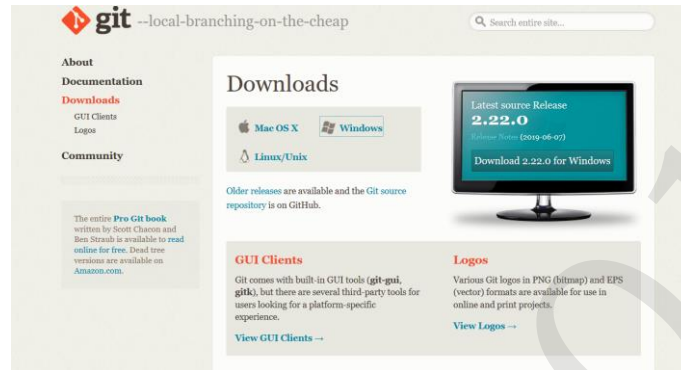 git --local-branching-on-the-cheap
Search entire site...
About
Documentation
Downloads
GUI Clients
Logos
Community
The entire Pro Git book
written by Scott Chacon and
Ben Straub is available to read
online for free. Dead tree
versions are available on
Amazon.com.
Downloads
Mac OS X
Windows
Linux/Unix
Older releases are available and the Git source
repository is on GitHub.
Latest source Release
2.22.0
Release Notes (2019-06-07)
Download 2.22.0 for Windows
GUI Clients
Git comes with built-in GUI tools (git-gui,
gitk), but there are several third-party tools for
users looking for a platform-specific
experience.
View GUI Clients →
Logos
Various Git logos in PNG (bitmap) and EPS
(vector) formats are available for use in
online and print projects.
View Logos →